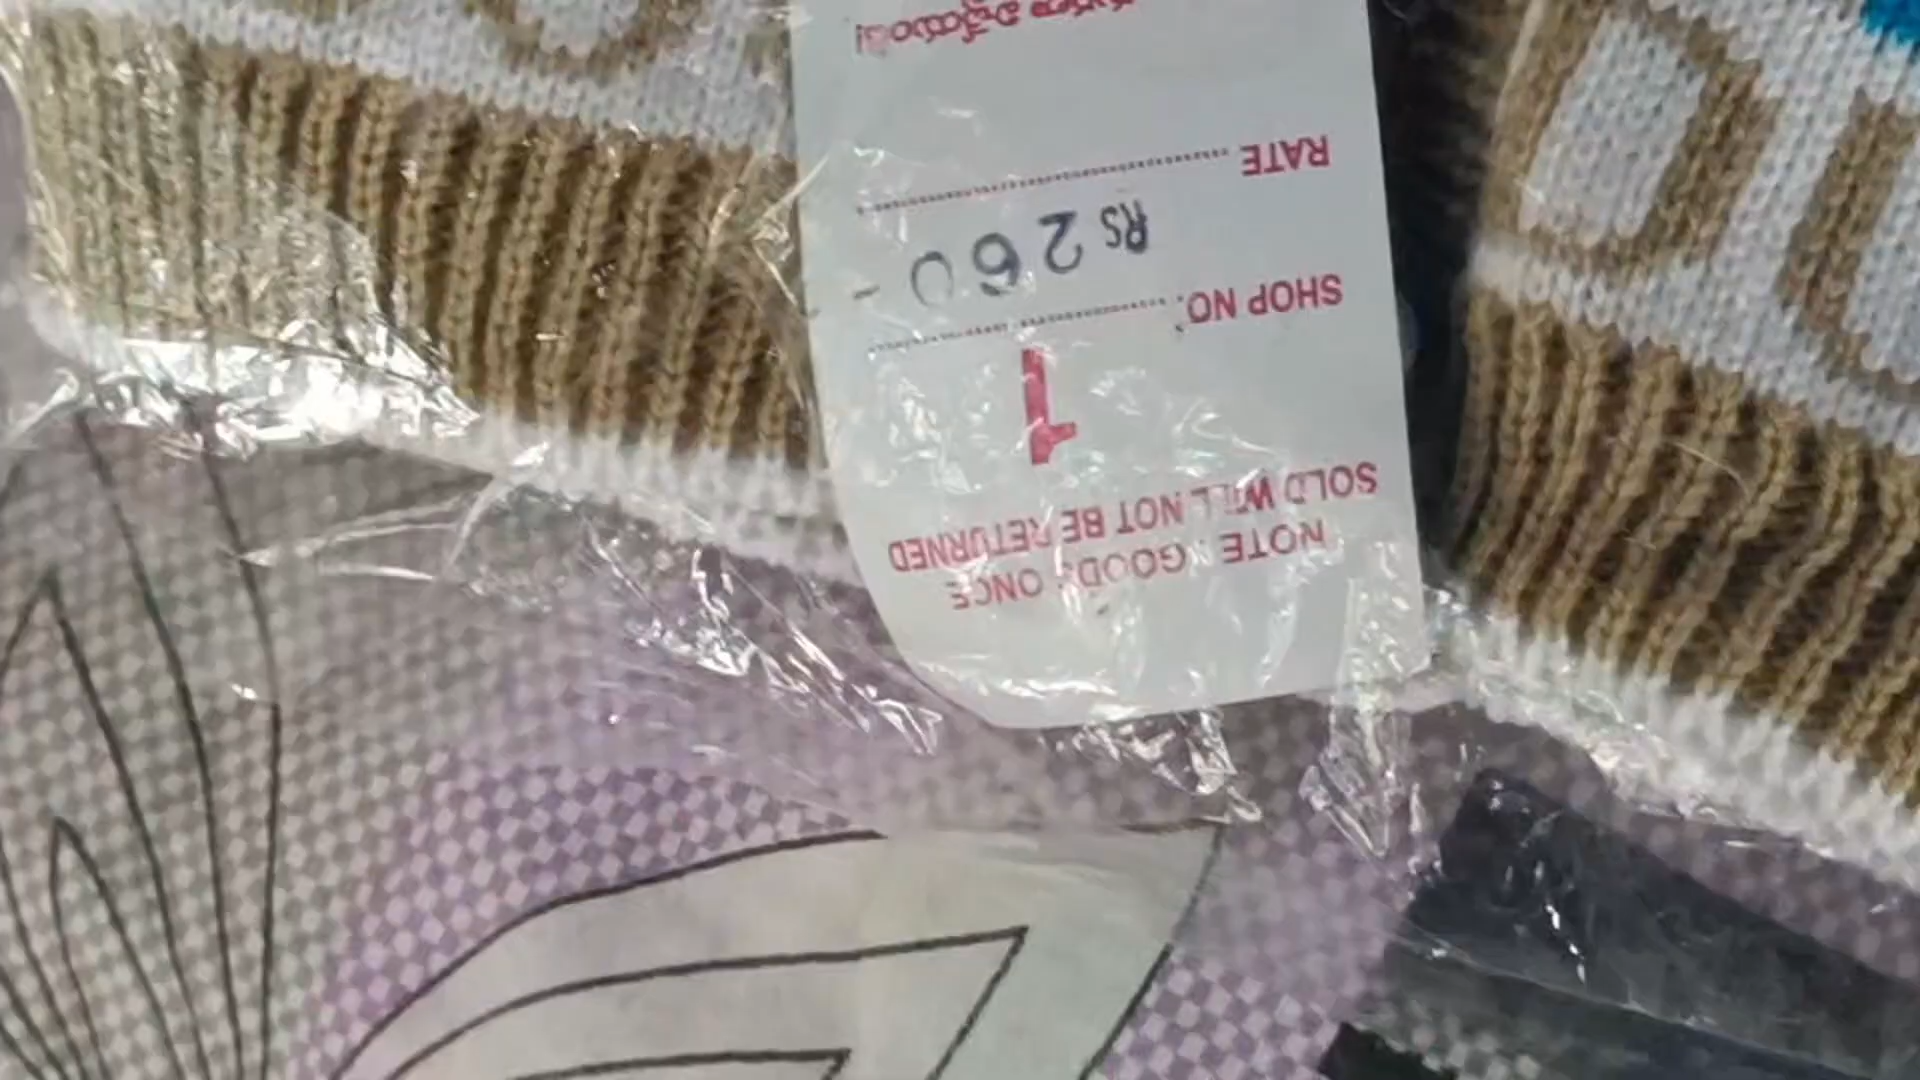 NOTE : GOODS ONCE
SOLD WILL NOT BE RETURNED
1
SHOP NO.
Rs 260 -
RATE